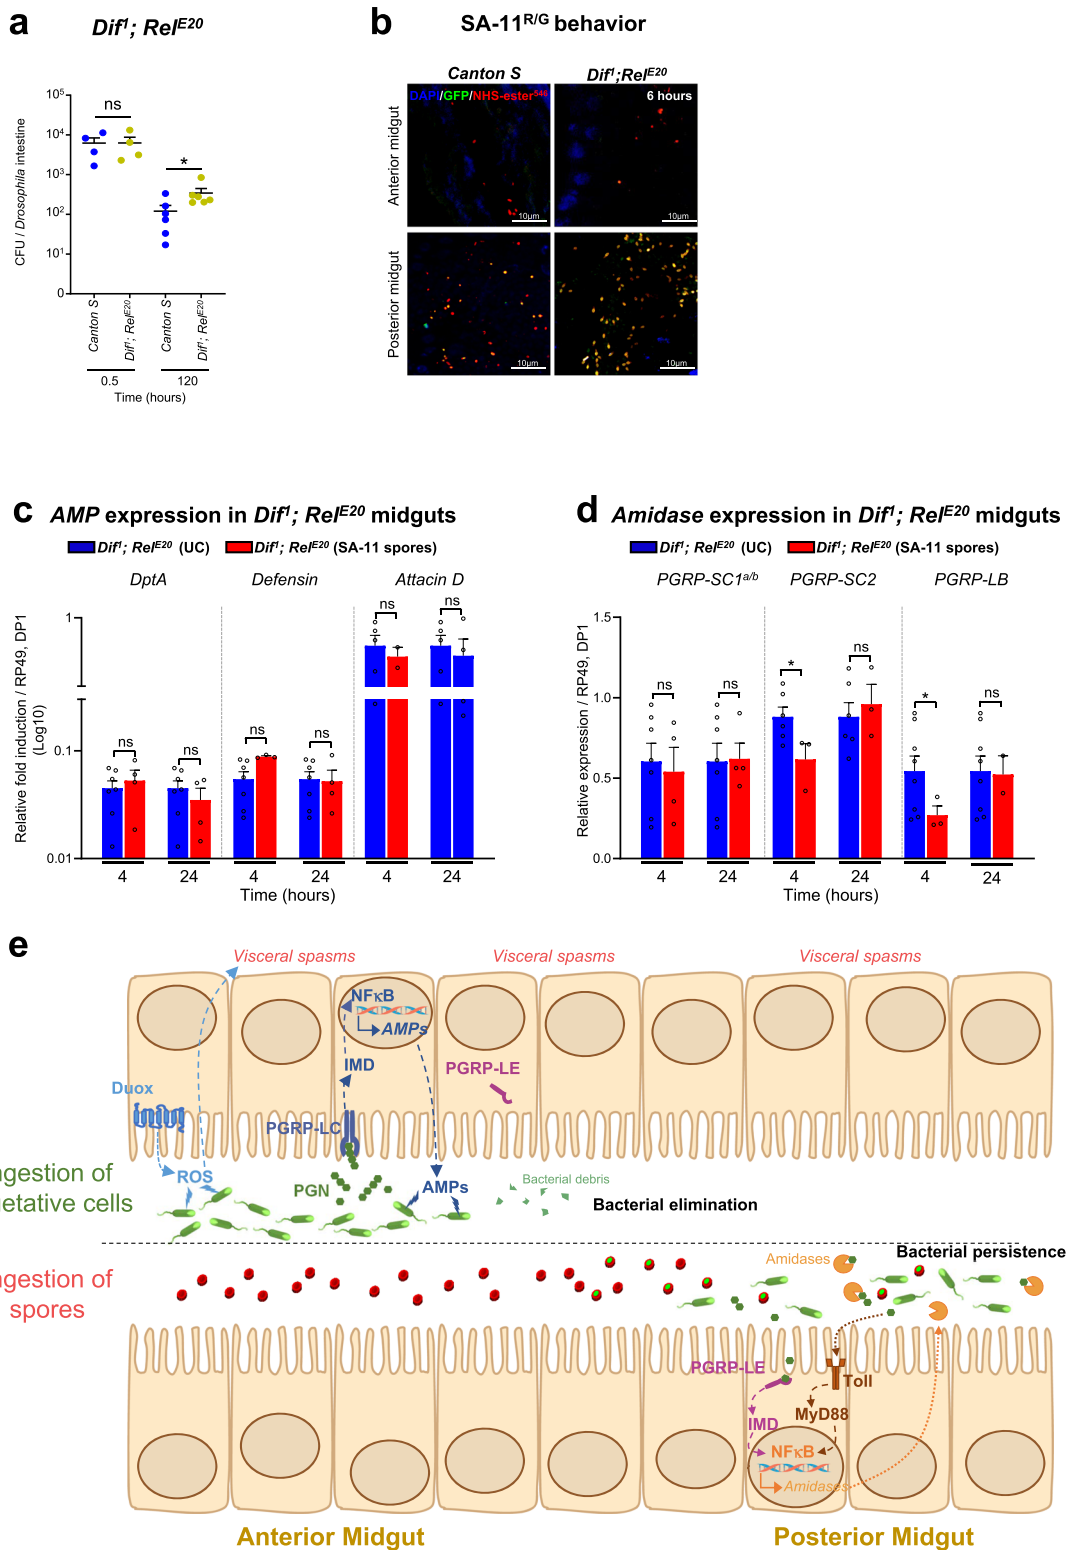 a
Dif¹; Relᴱ²⁰
CFU / Drosophila intestine
10⁵
10⁴
10³
10²
10¹
0
ns
*
Canton S
Dif¹; Relᴱ²⁰
Canton S
Dif¹; Relᴱ²⁰
0.5
120
Time (hours)
b
SA-11ᴿ/ᴳ behavior
Canton S
Dif¹;Relᴱ²⁰
DAPI/GFP/NHS-ester⁵⁴⁶
6 hours
Anterior midgut
10µm
10µm
Posterior midgut
10µm
10µm
c
AMP expression in Dif¹; Relᴱ²⁰ midguts
Dif¹; Relᴱ²⁰ (UC)
Dif¹; Relᴱ²⁰ (SA-11 spores)
DptA
Defensin
Attacin D
Relative fold induction / RP49, DP1
(Log10)
1
0.1
0.01
ns
ns
ns
ns
ns
ns
4
24
4
24
4
24
Time (hours)
d
Amidase expression in Dif¹; Relᴱ²⁰ midguts
Dif¹; Relᴱ²⁰ (UC)
Dif¹; Relᴱ²⁰ (SA-11 spores)
PGRP-SC1ᵃ/ᵇ
PGRP-SC2
PGRP-LB
Relative expression / RP49, DP1
1.5
1.0
0.5
0.0
ns
ns
*
ns
*
ns
4
24
4
24
4
24
Time (hours)
e
Visceral spasms
Visceral spasms
Visceral spasms
NFκB
AMPs
IMD
PGRP-LE
Duox
PGRP-LC
ngestion of
etative cells
ROS
PGN
AMPs
Bacterial debris
Bacterial elimination
Bacterial persistence
Amidases
ngestion of
spores
PGRP-LE
Toll
MyD88
IMD
NFκB
Amidases
Anterior Midgut
Posterior Midgut